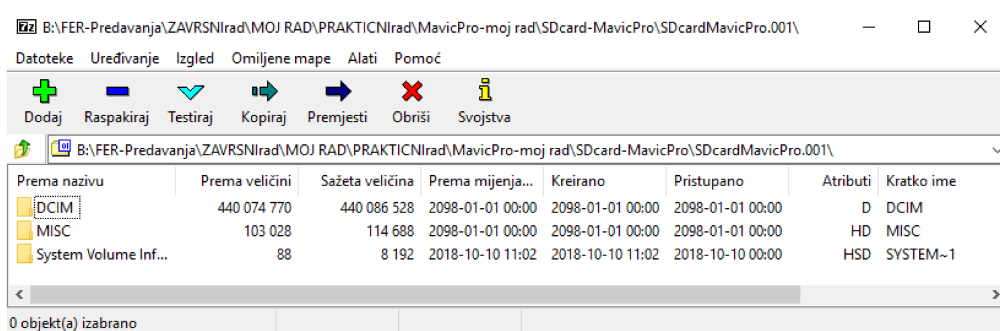 B:\FER-Predavanja\ZAVRSNIrad\MOJ RAD\PRAKTICNIrad\MavicPro-moj rad\SDcard-MavicPro\SDcardMavicPro.001\
Datoteke Uređivanje Izgled Omiljene mape Alati Pomoć
Dodaj Raspakiraj Testiraj Kopiraj Premjesti Obriši Svojstva
B:\FER-Predavanja\ZAVRSNIrad\MOJ RAD\PRAKTICNIrad\MavicPro-moj rad\SDcard-MavicPro\SDcardMavicPro.001\
Prema nazivu Prema veličini Sažeta veličina Prema mijenja... Kreirano Pristupano Atributi Kratko ime
DCIM 440 074 770 440 086 528 2098-01-01 00:00 2098-01-01 00:00 2098-01-01 00:00 D DCIM
MISC 103 028 114 688 2098-01-01 00:00 2098-01-01 00:00 2098-01-01 00:00 HD MISC
System Volume Inf... 88 8 192 2018-10-10 11:02 2018-10-10 11:02 2018-10-10 00:00 HSD SYSTEM~1
0 objekt(a) izabrano